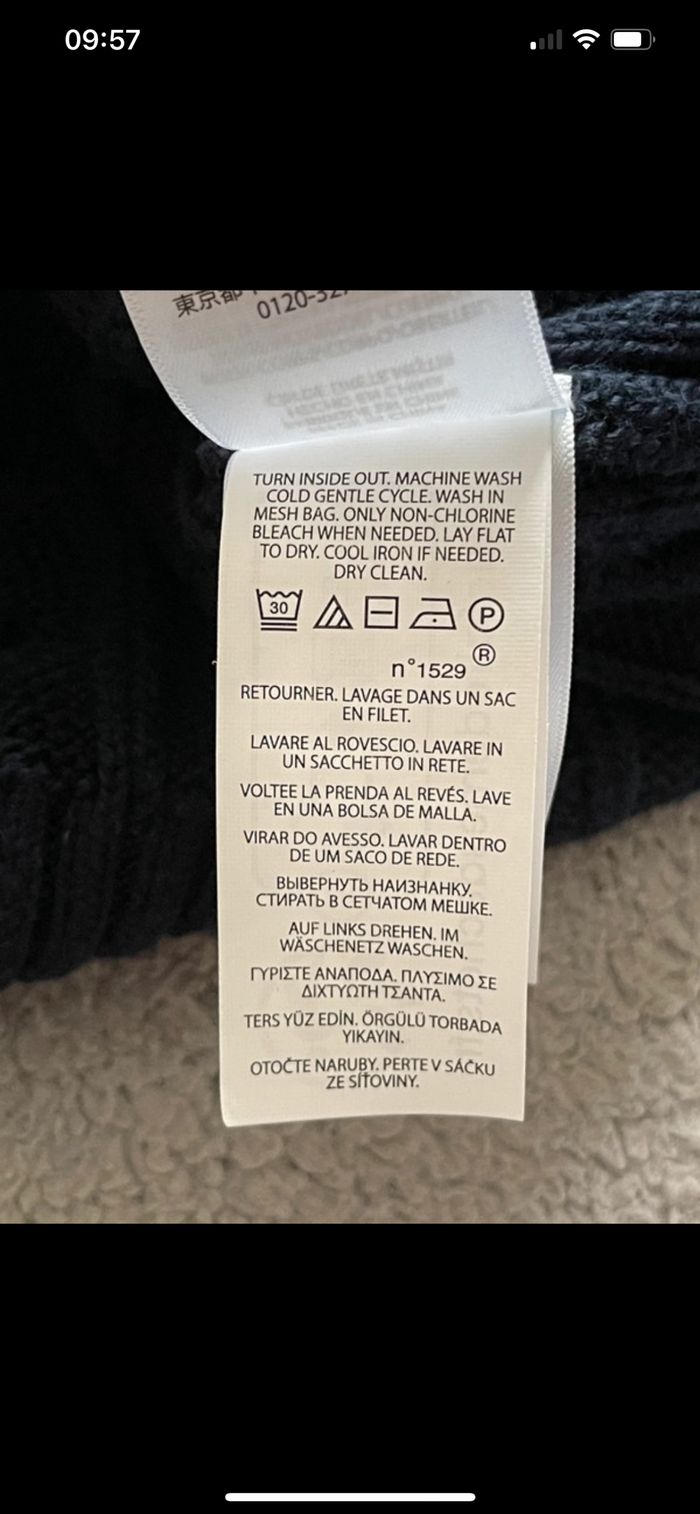 09:57
東京都
0120-32
TURN INSIDE OUT. MACHINE WASH
COLD GENTLE CYCLE. WASH IN
MESH BAG. ONLY NON-CHLORINE
BLEACH WHEN NEEDED. LAY FLAT
TO DRY. COOL IRON IF NEEDED.
DRY CLEAN.
30 P
®
n°1529
RETOURNER. LAVAGE DANS UN SAC
EN FILET.
LAVARE AL ROVESCIO. LAVARE IN
UN SACCHETTO IN RETE.
VOLTEE LA PRENDA AL REVÉS. LAVE
EN UNA BOLSA DE MALLA.
VIRAR DO AVESSO. LAVAR DENTRO
DE UM SACO DE REDE.
ВЫВЕРНУТЬ НАИЗНАНКУ.
СТИРАТЬ В СЕТЧАТОМ МЕШКЕ.
AUF LINKS DREHEN. IM
WÄSCHENETZ WASCHEN.
ΓΥΡΙΣΤΕ ΑΝΑΠΟΔΑ. ΠΛΥΣΙΜΟ ΣΕ
ΔΙΧΤΥΩΤΗ ΤΣΑΝΤΑ.
TERS YÜZ EDİN. ÖRGÜLÜ TORBADA
YIKAYIN.
OTOČTE NARUBY. PERTE V SÁČKU
ZE SÍŤOVINY.